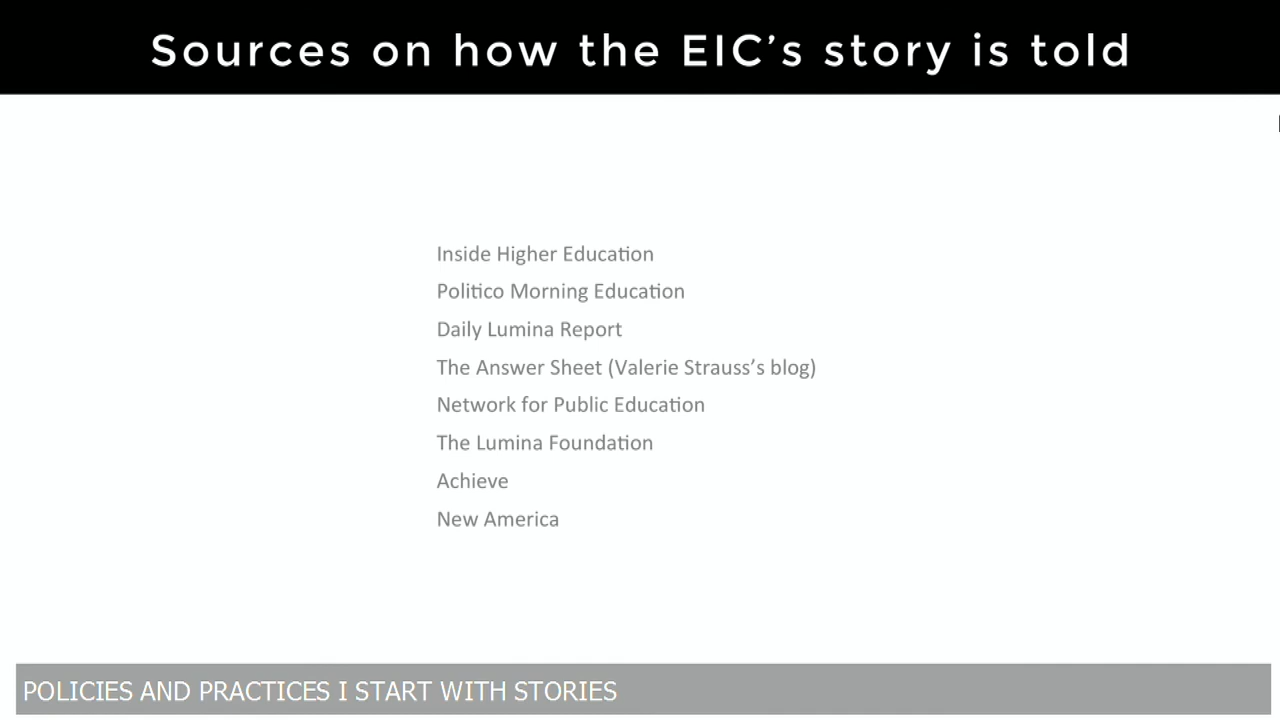 Sources on how the EIC’s story is told
Inside Higher Education
Politico Morning Education
Daily Lumina Report
The Answer Sheet (Valerie Strauss’s blog)
Network for Public Education
The Lumina Foundation
Achieve
New America
POLICIES AND PRACTICES I START WITH STORIES